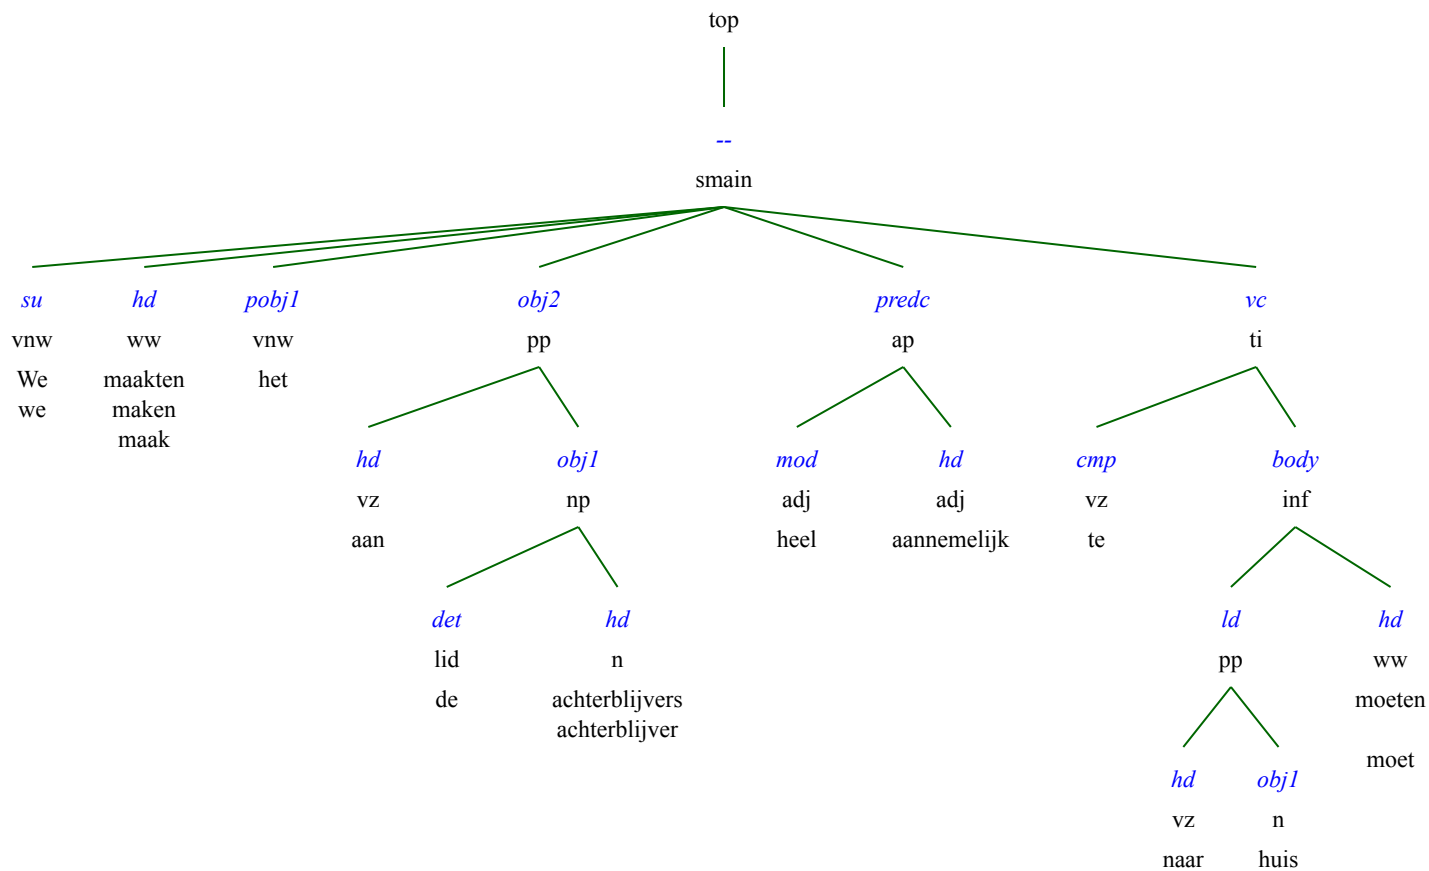 top
--
smain
su hd pobj1 obj2 predc vc
vnw ww vnw pp ap ti
We maakten het
we maken
maak
hd obj1 mod hd cmp body
vz np adj adj vz inf
aan heel aannemelijk te
det hd ld hd
lid n pp ww
de achterblijvers moeten
achterblijver
moet
hd obj1
vz n
naar huis